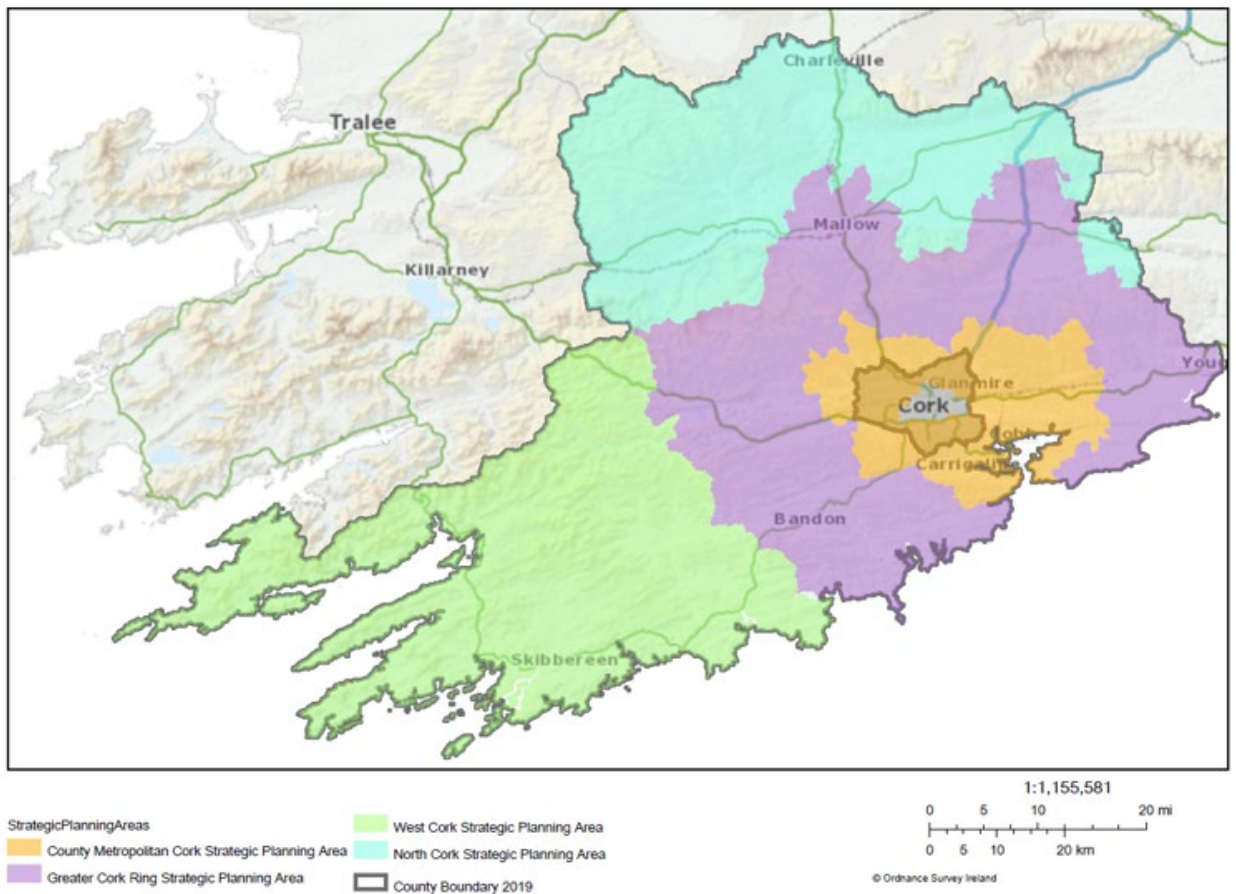 Charleville
Tralee
Mallow
Killarney
Youg
Glanmire
Cork
Cobh
Carrigaline
Bandon
Skibbereen
1:1,155,581
0 5 10 20 mi
0 5 10 20 km
StrategicPlanningAreas
County Metropolitan Cork Strategic Planning Area
Greater Cork Ring Strategic Planning Area
West Cork Strategic Planning Area
North Cork Strategic Planning Area
County Boundary 2019
© Ordnance Survey Ireland